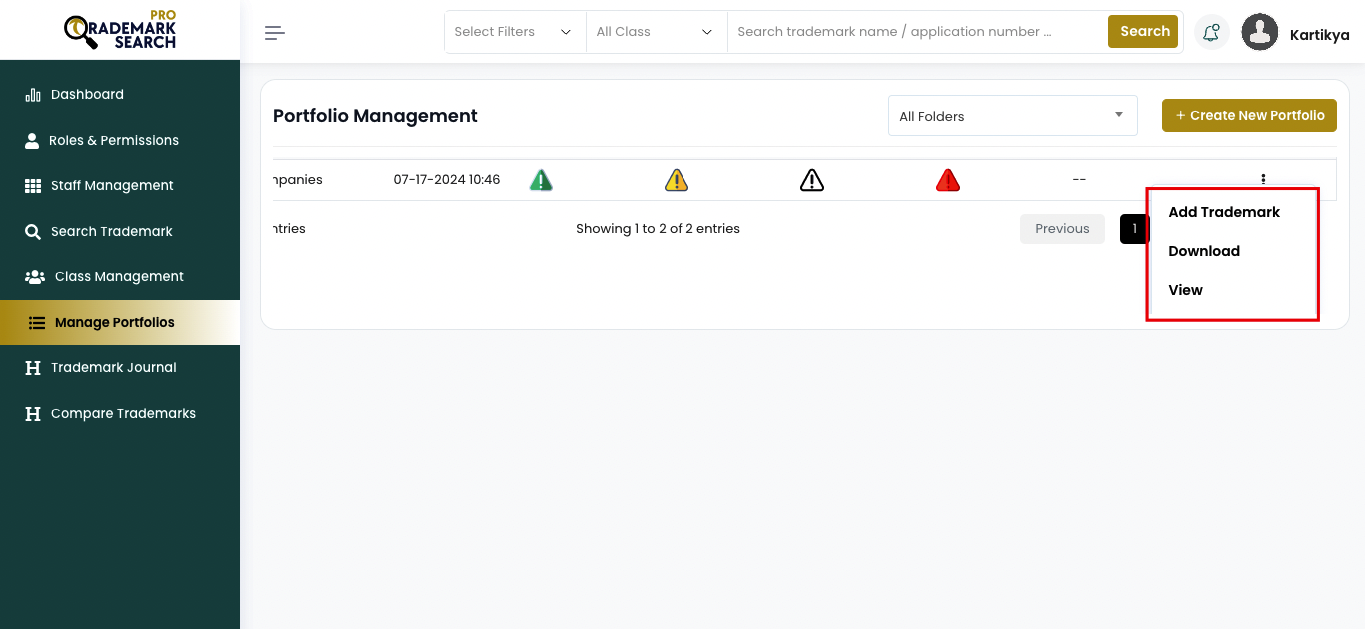 PRO
TRADEMARK
SEARCH
Select Filters
All Class
Search trademark name / application number ...
Search
Kartikya
Dashboard
Roles & Permissions
Staff Management
Search Trademark
Class Management
Manage Portfolios
Trademark Journal
Compare Trademarks
Portfolio Management
All Folders
+ Create New Portfolio
07-17-2024 10:46
--
Showing 1 to 2 of 2 entries
Previous
1
Add Trademark
Download
View